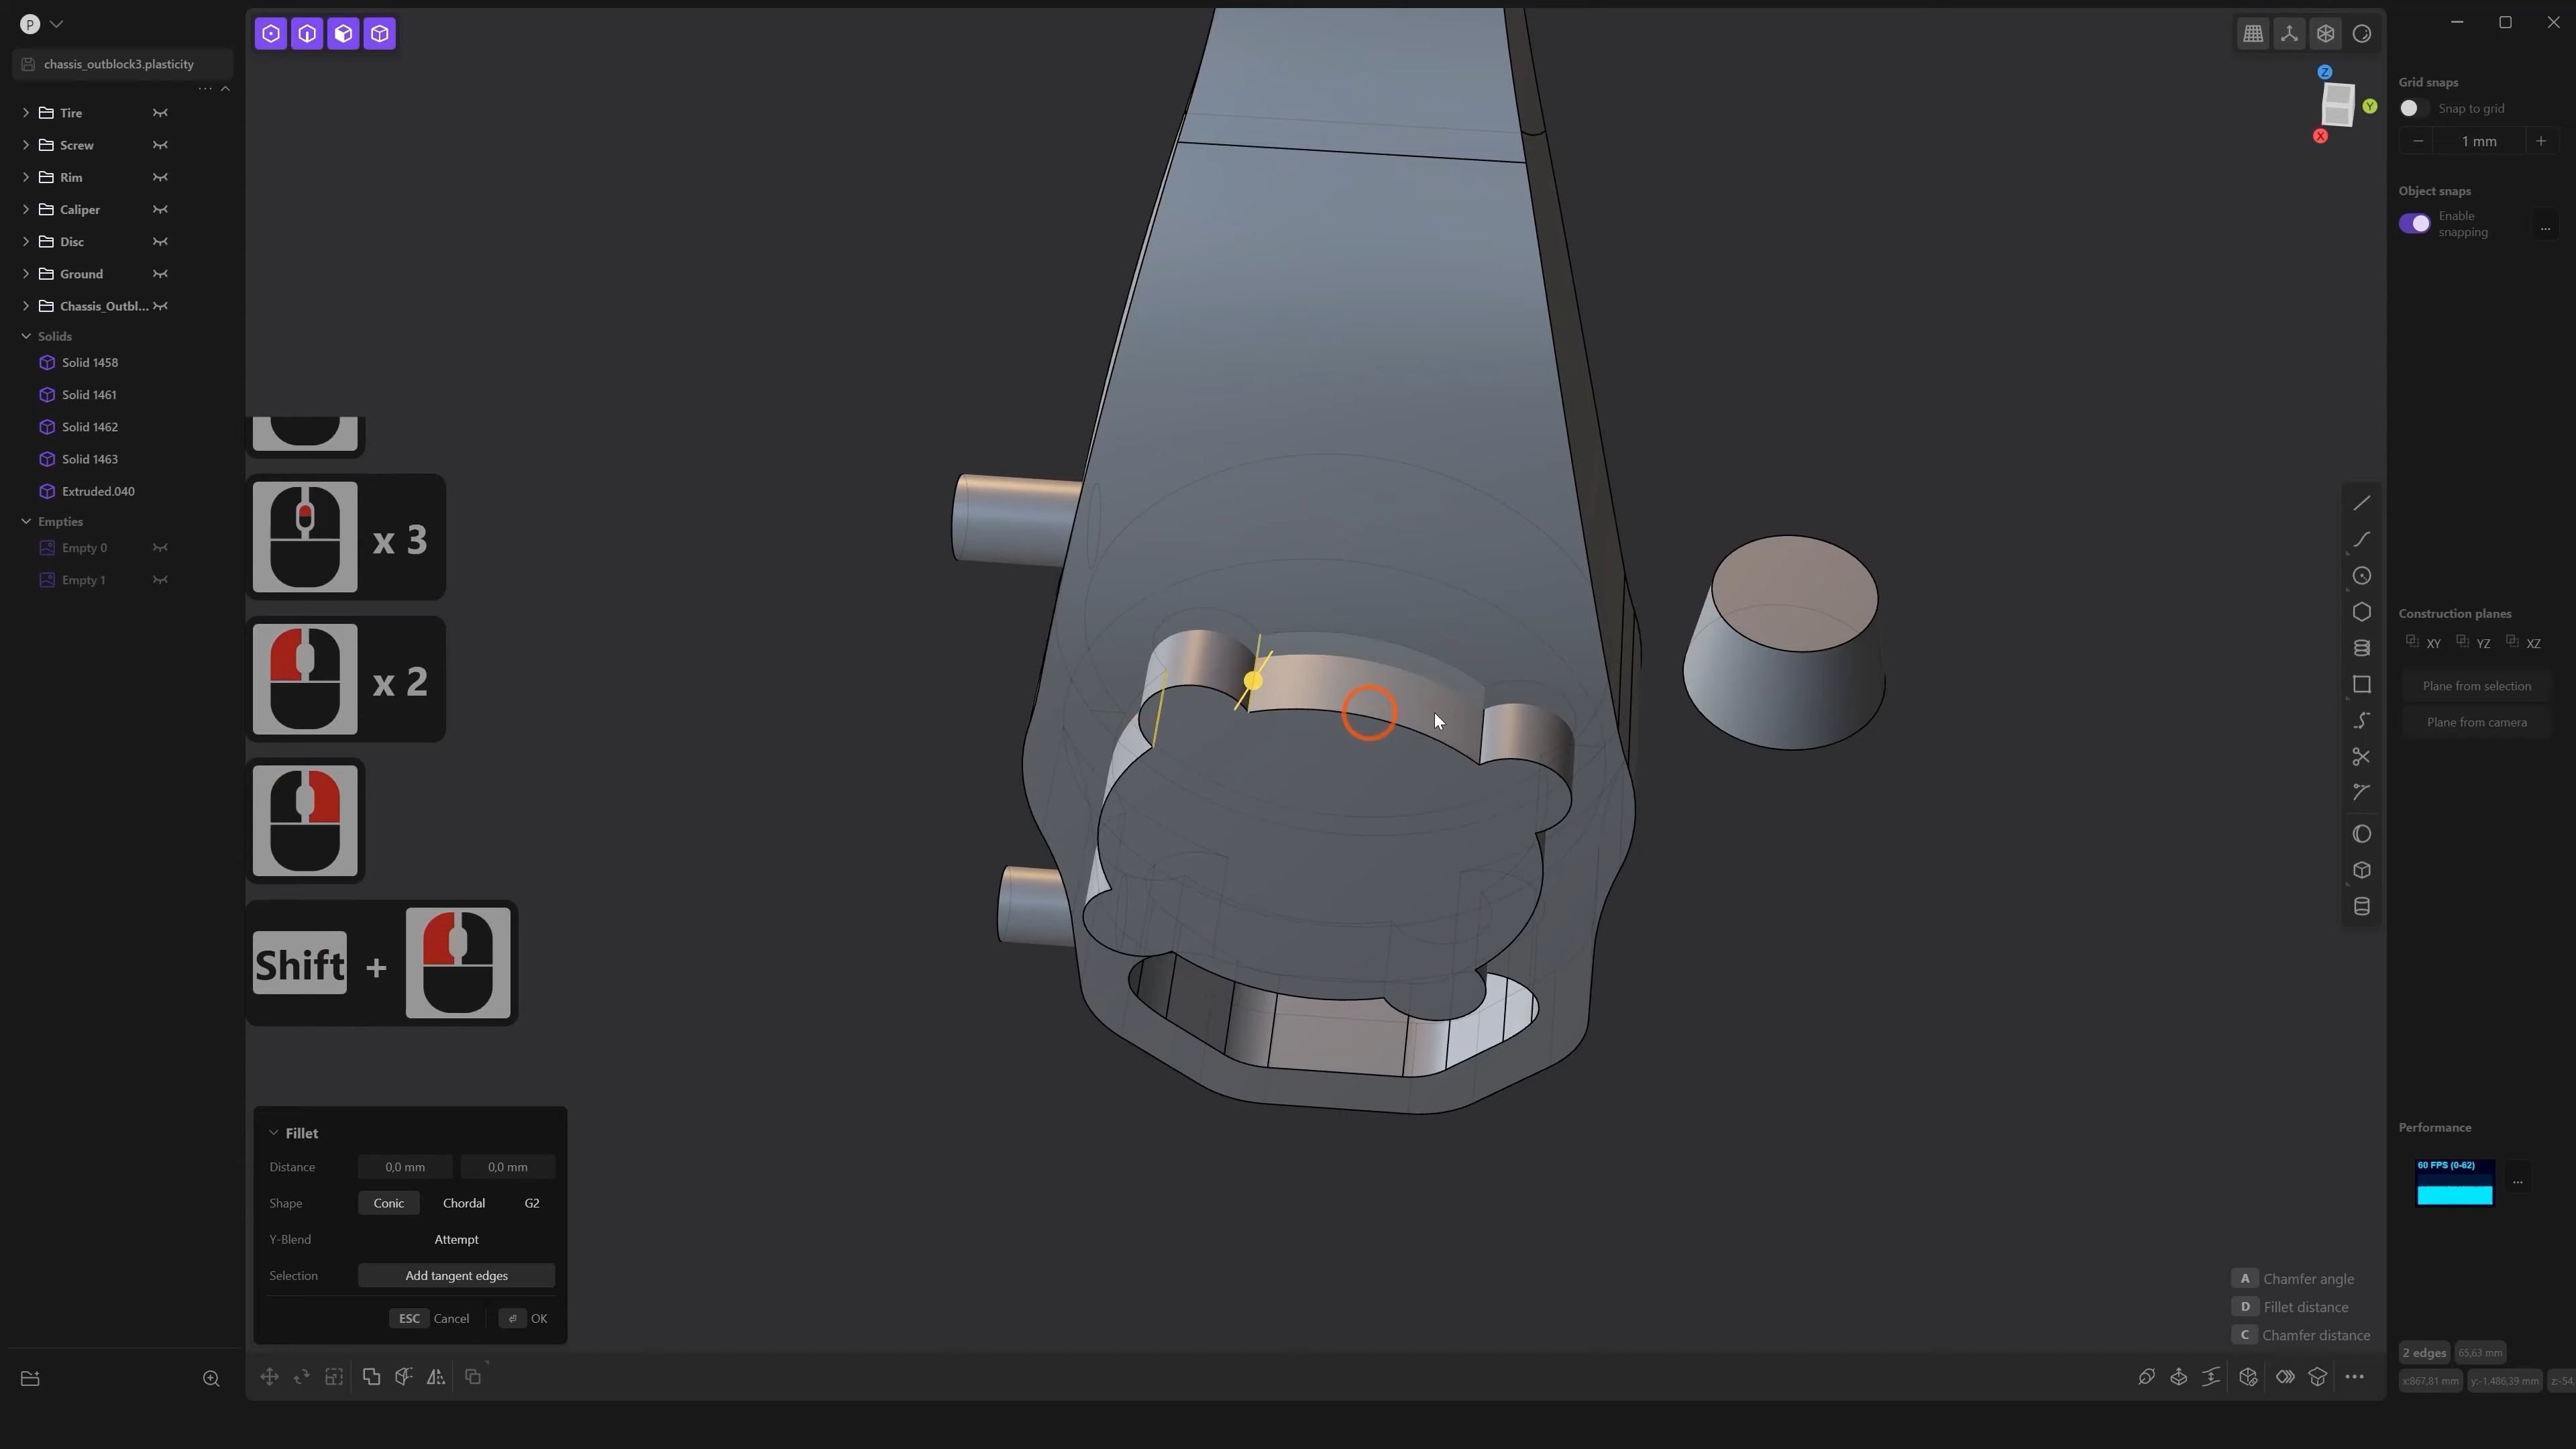 P
chassis_outblock3.plasticity
Tire
Screw
Rim
Caliper
Disc
Ground
Chassis_Outbl...
Solids
Solid 1458
Solid 1461
Solid 1462
Solid 1463
Extruded.040
Empties
Empty 0
Empty 1
x 3
x 2
Shift +
Fillet
Distance 0,0 mm 0,0 mm
Shape Conic Chordal G2
Y-Blend Attempt
Selection Add tangent edges
ESC Cancel OK
Z
Y
X
Grid snaps
Snap to grid
1 mm
Object snaps
Enable
snapping
...
Construction planes
XY YZ XZ
Plane from selection
Plane from camera
Performance
60 FPS (0-62)
...
A Chamfer angle
D Fillet distance
C Chamfer distance
2 edges 65,63 mm
x:867,81 mm y:-1.486,39 mm z:-54,